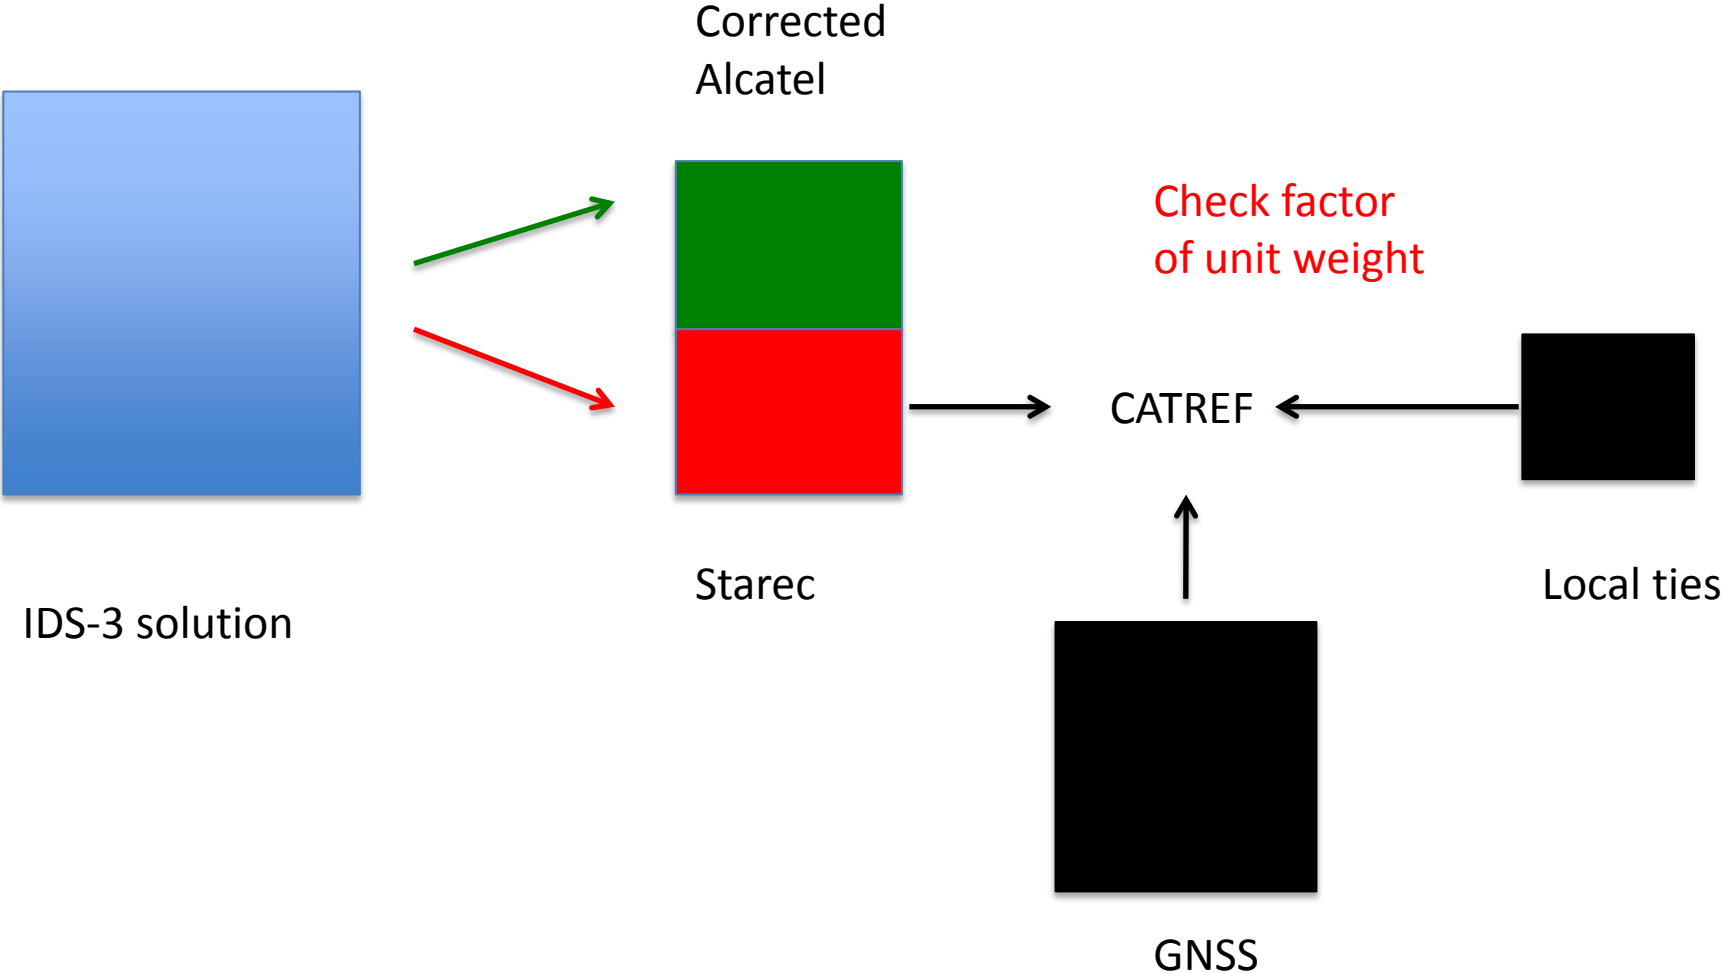 Corrected
Alcatel
Check factor
of unit weight
CATREF
Starec
Local ties
IDS-3 solution
GNSS